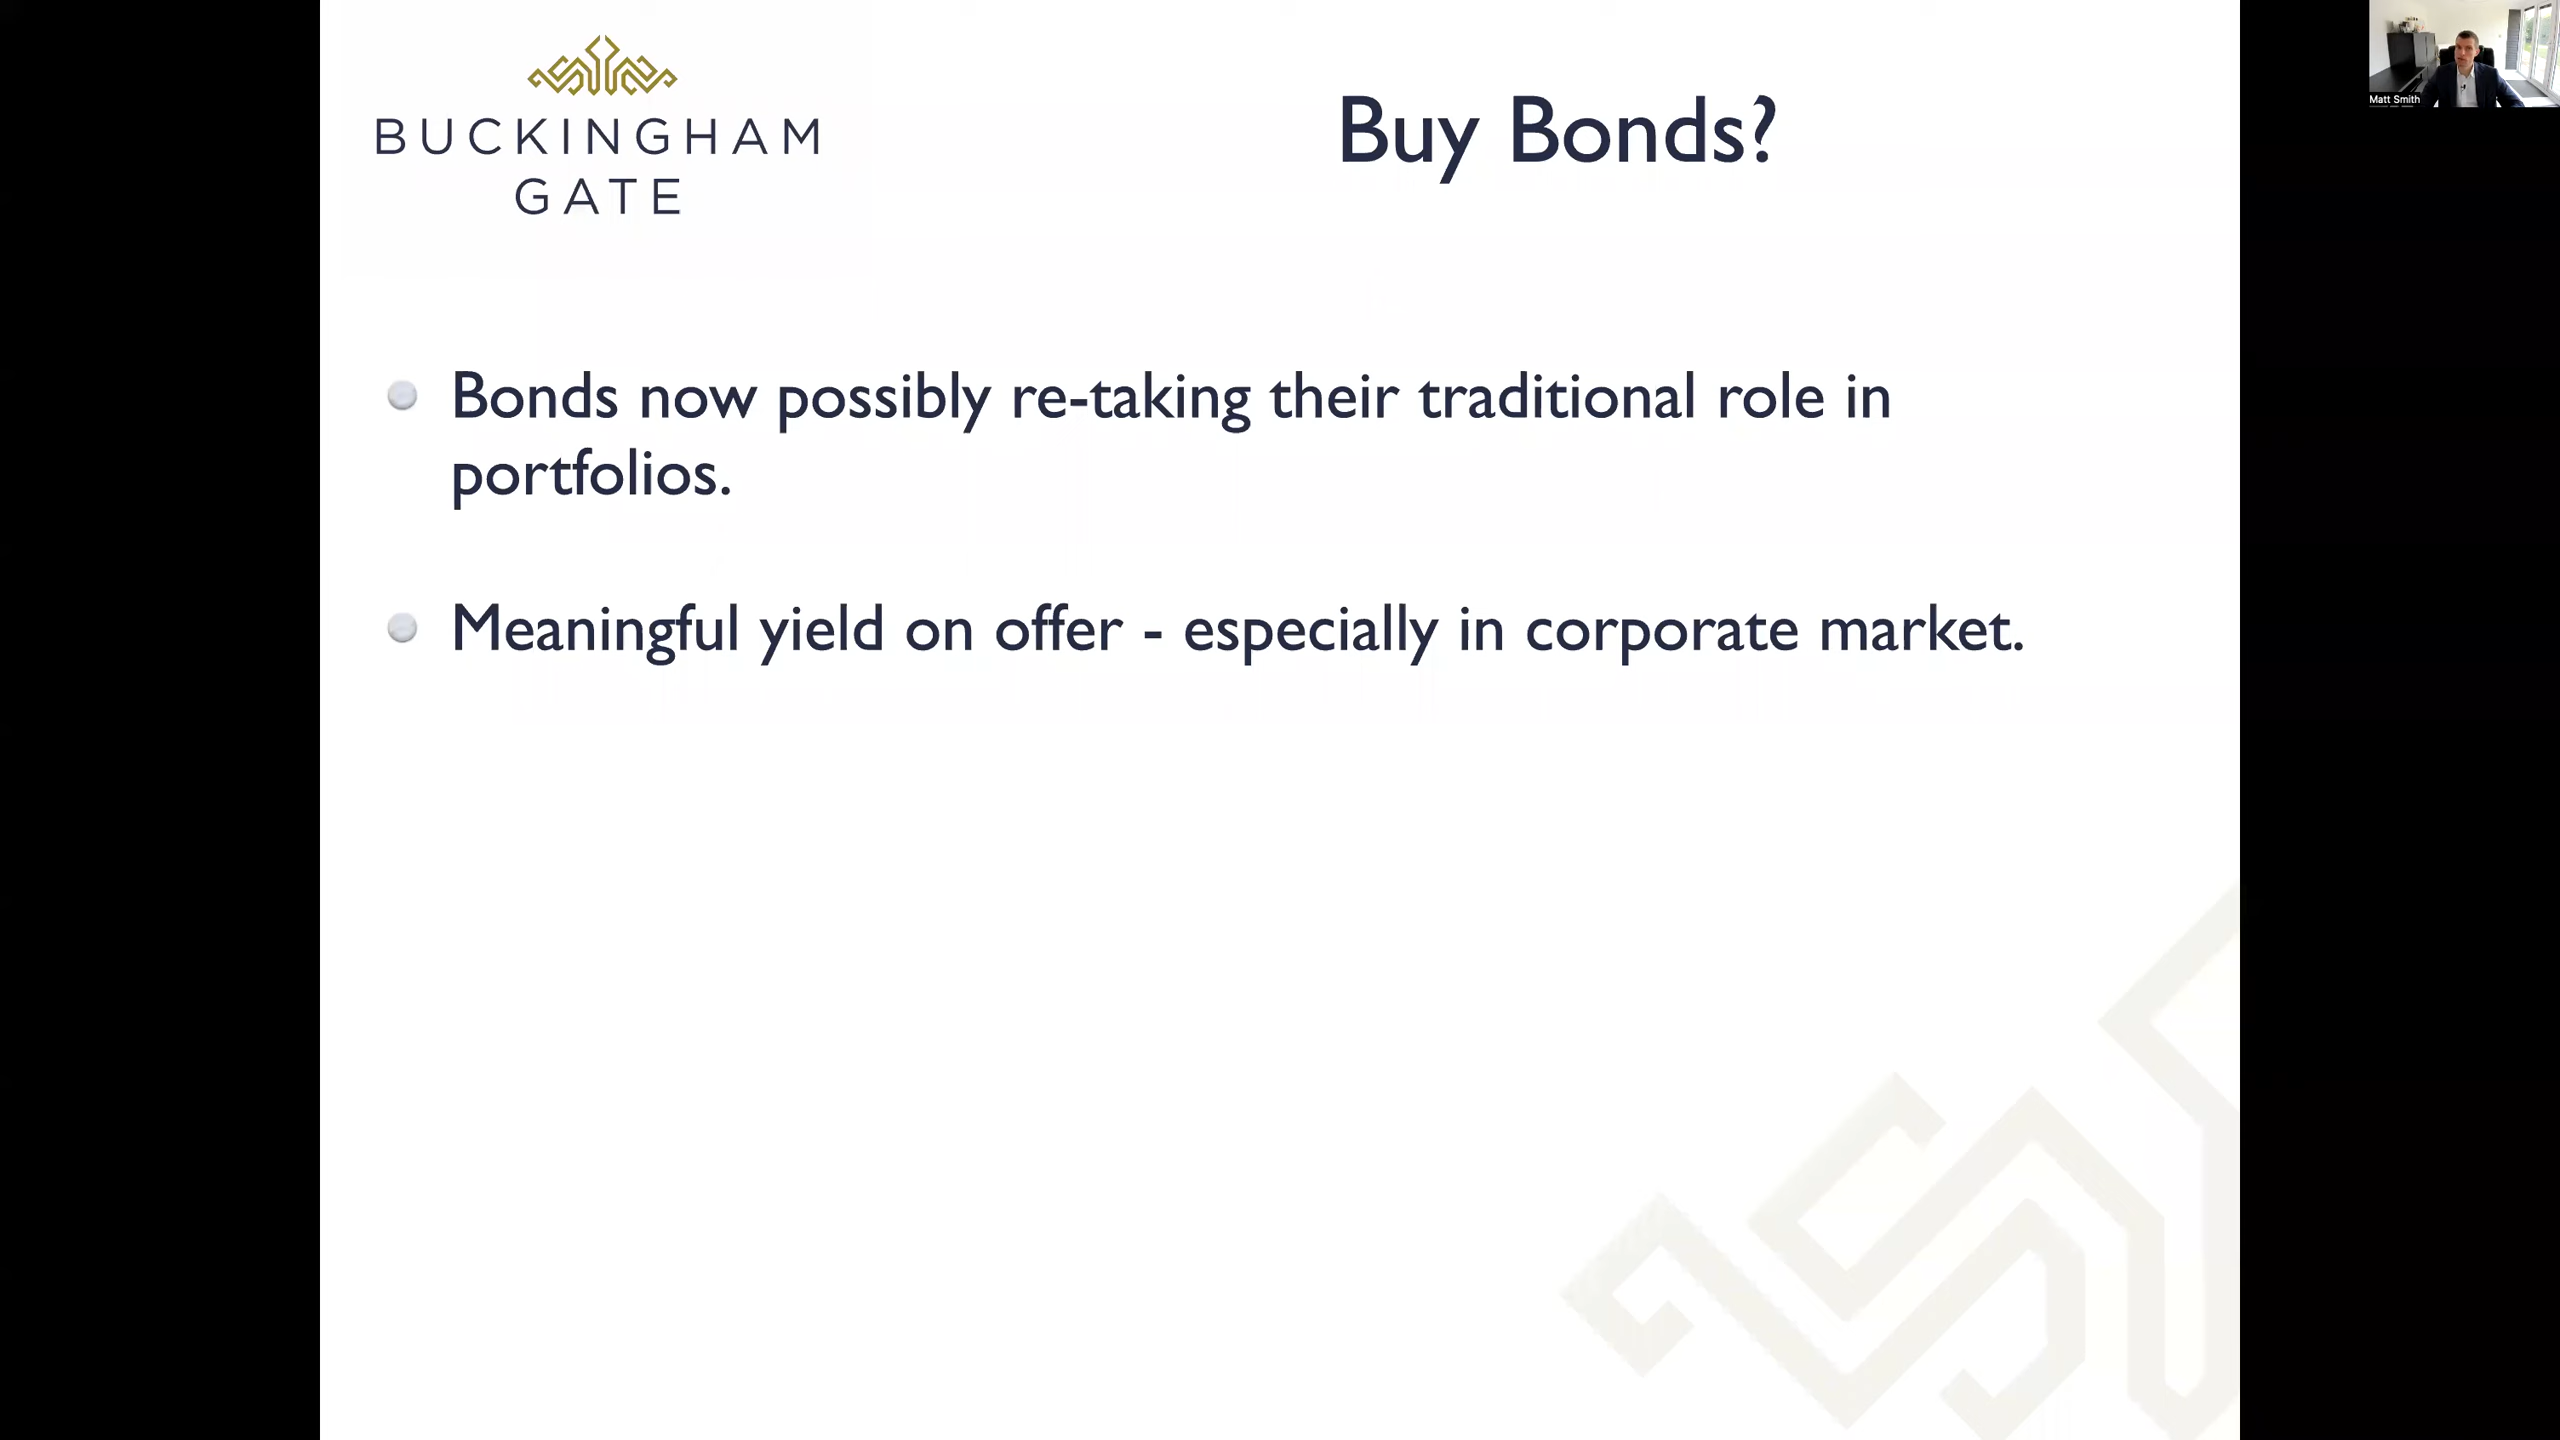 BUCKINGHAM
GATE
Buy Bonds?
Matt Smith
Bonds now possibly re-taking their traditional role in
portfolios.
Meaningful yield on offer - especially in corporate market.